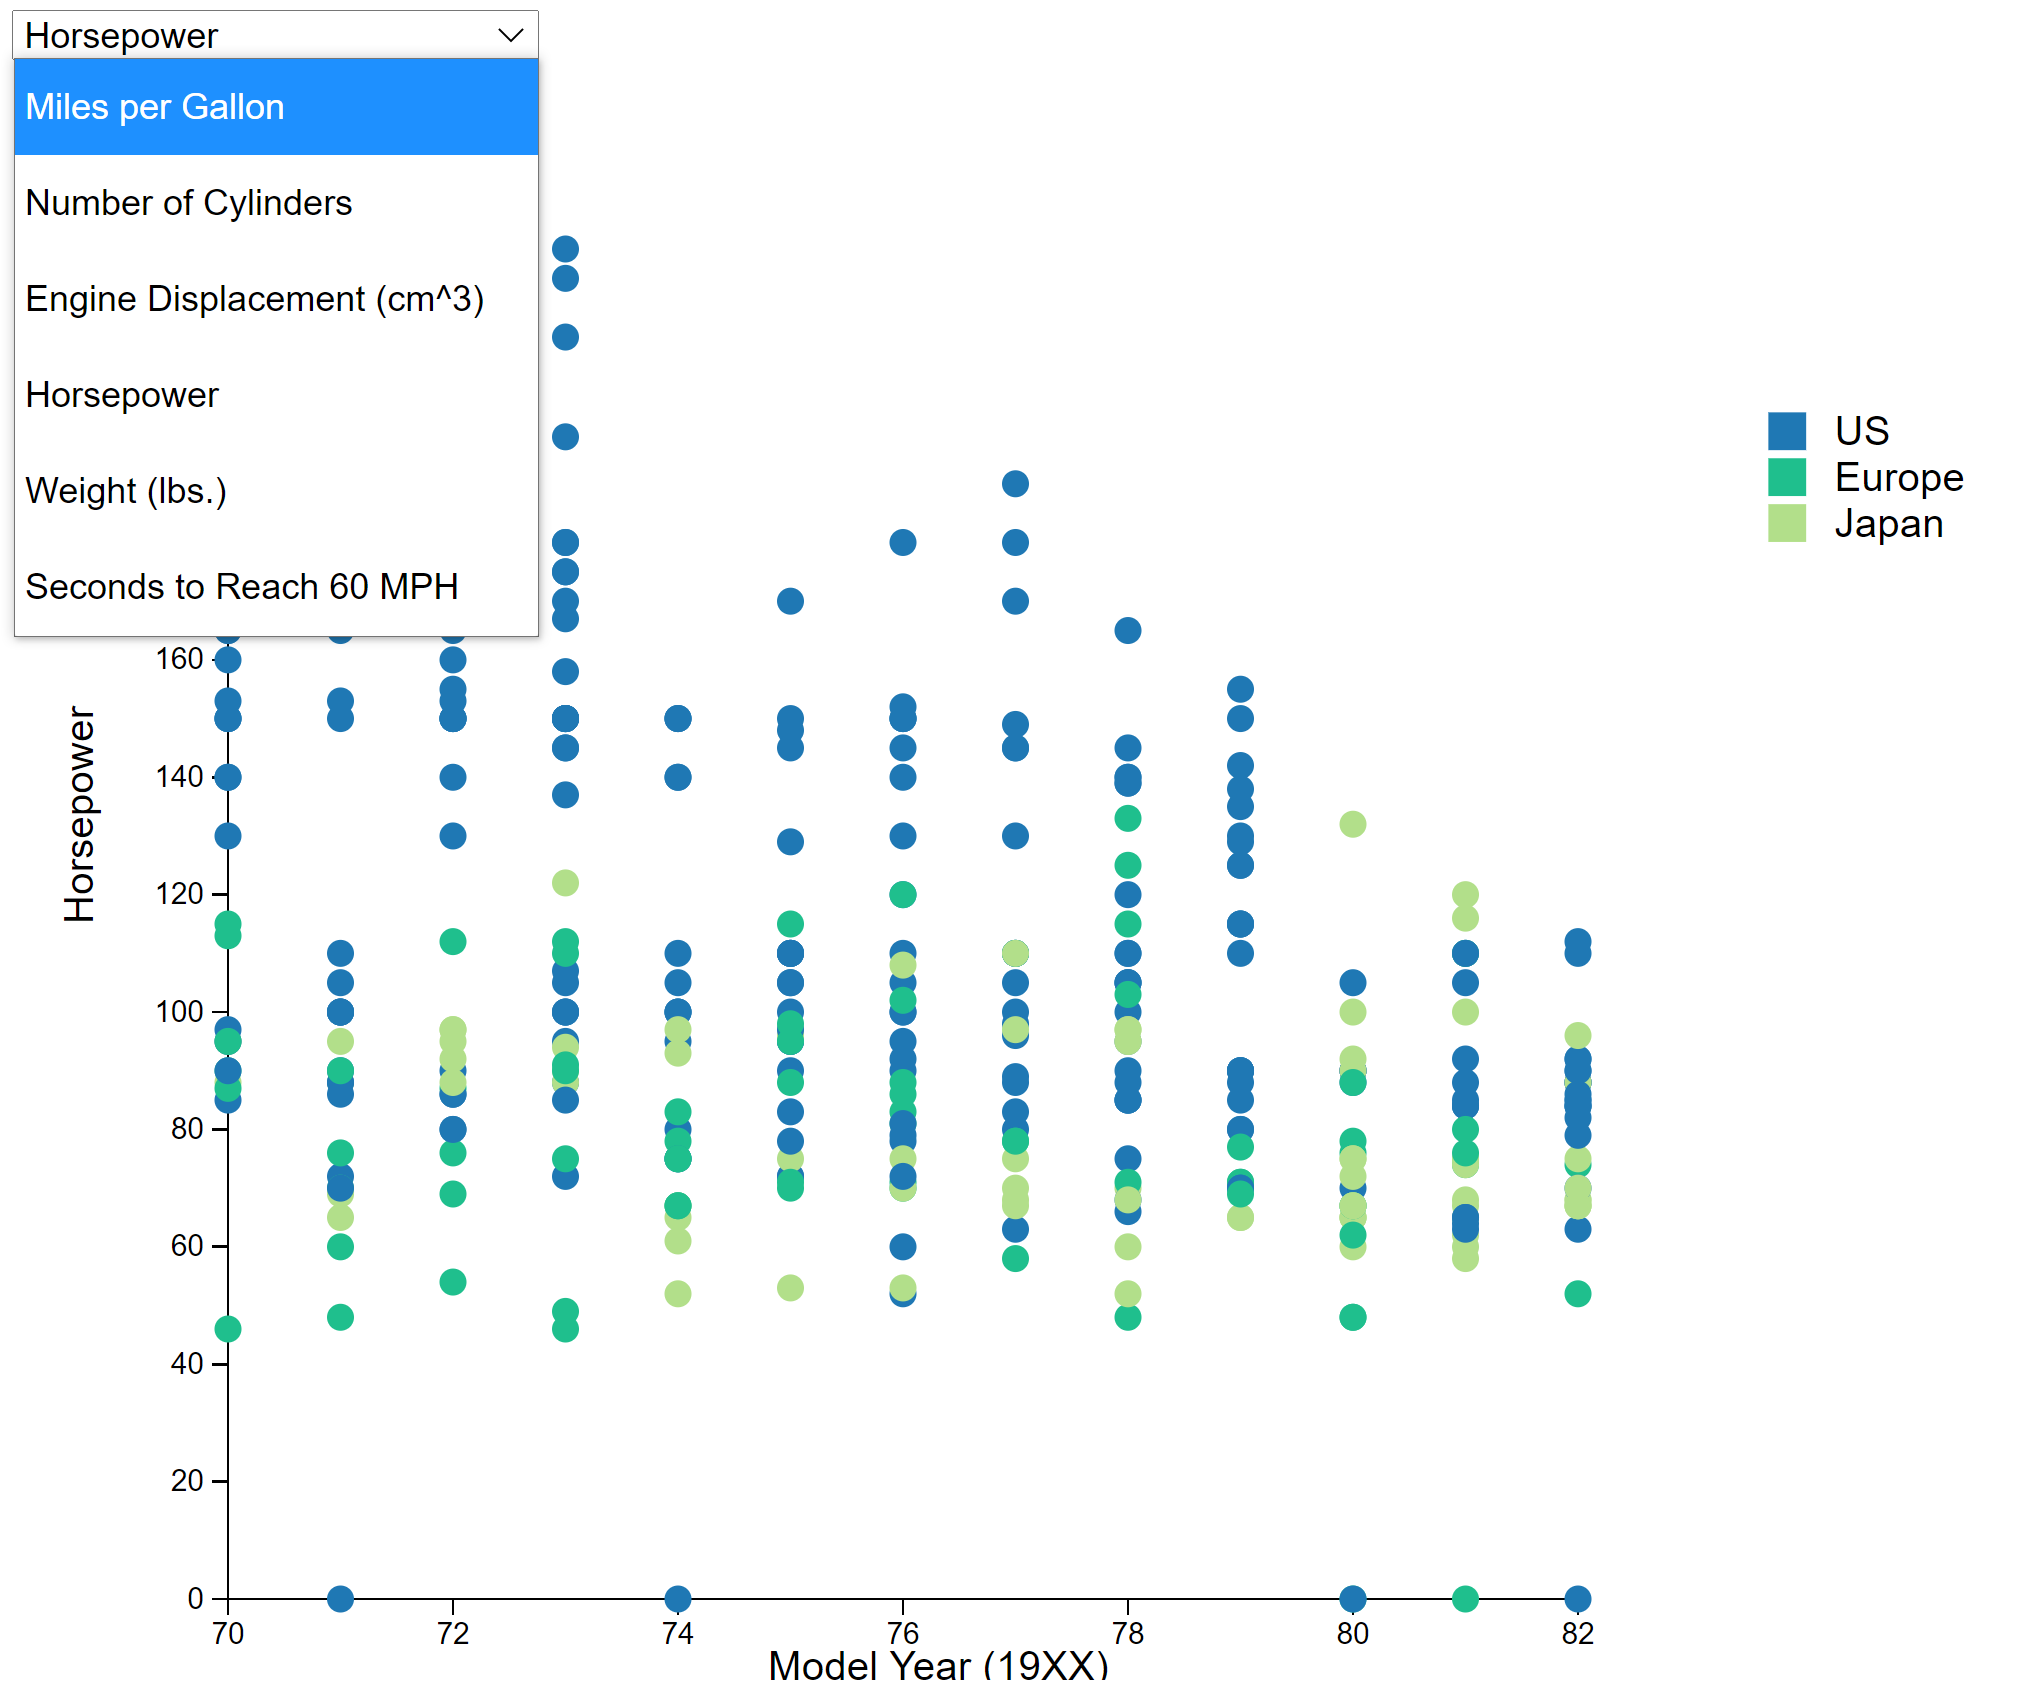 Horsepower
Miles per Gallon
Number of Cylinders
Engine Displacement (cm^3)
Horsepower
Weight (lbs.)
Seconds to Reach 60 MPH
US
Europe
Japan
160
140
120
100
80
60
40
20
0
Horsepower
70 72 74 76 78 80 82
Model Year (19XX)